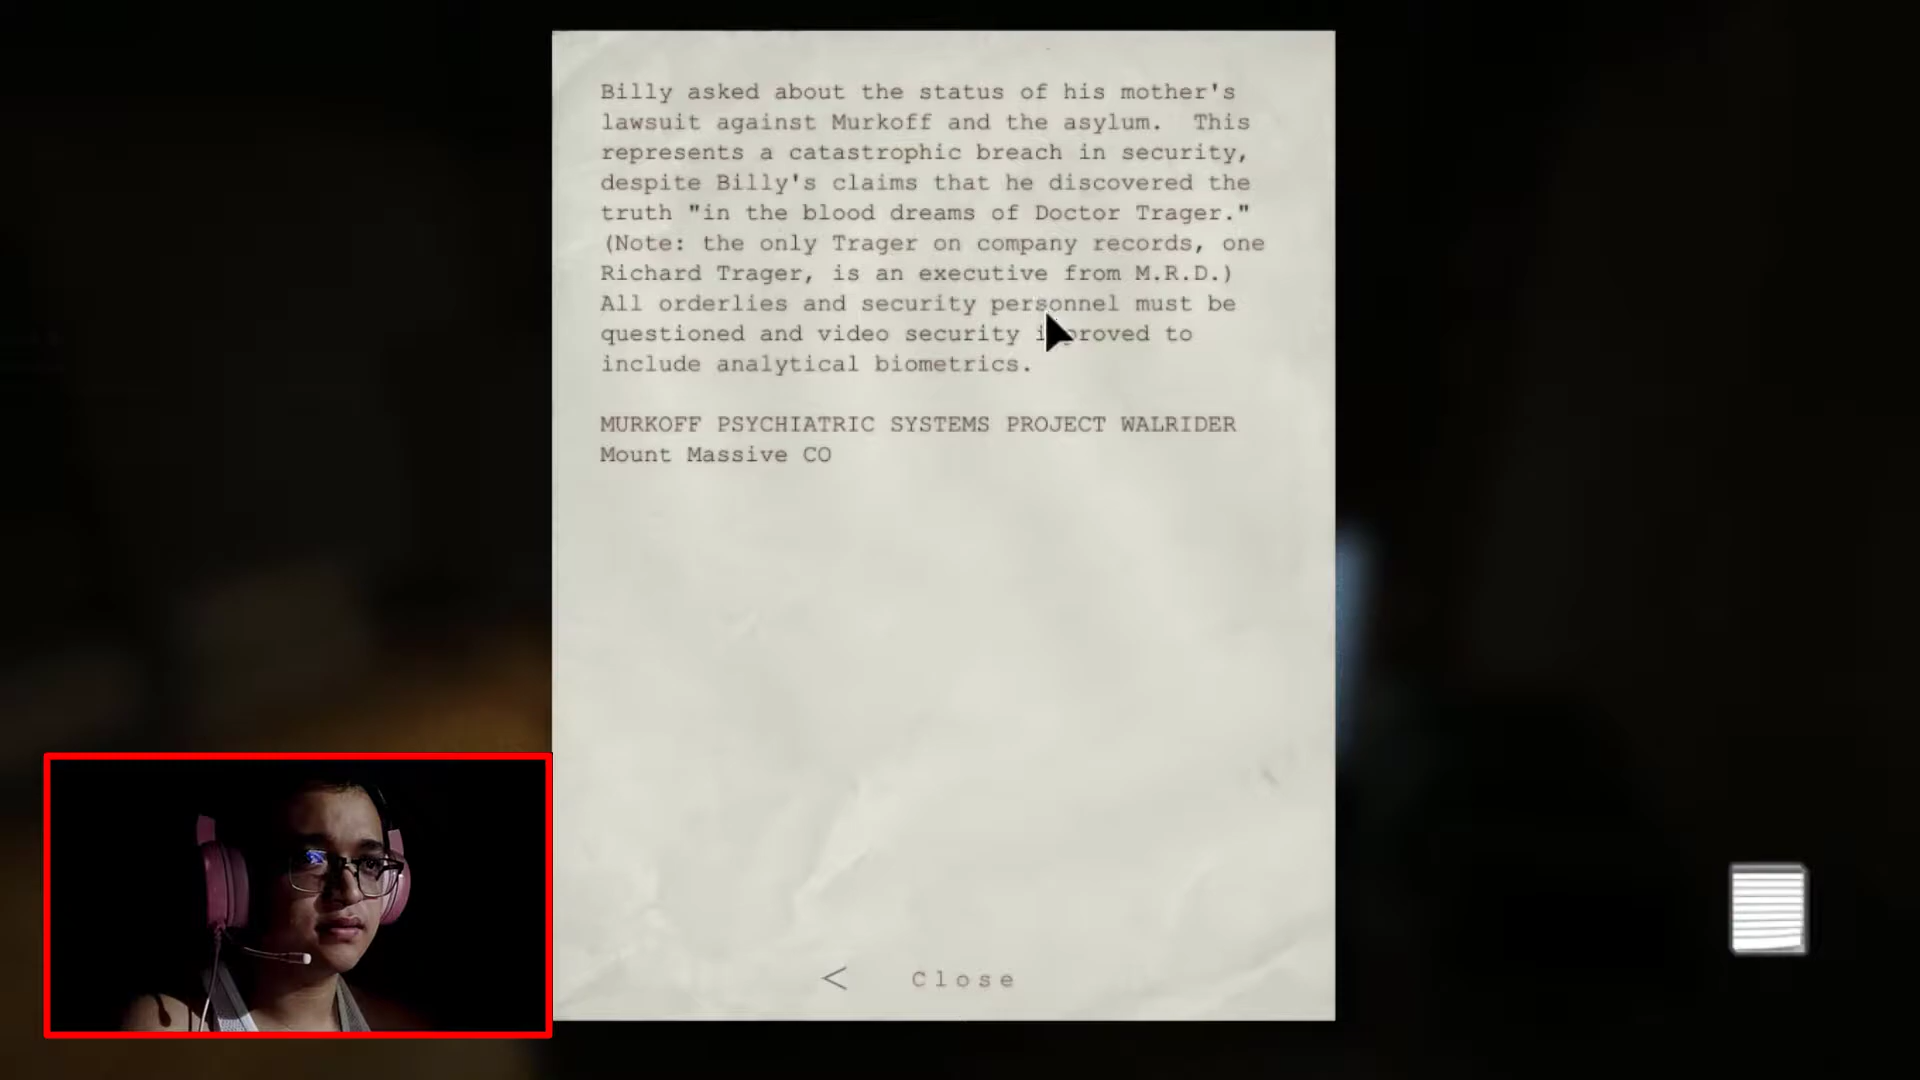 Billy asked about the status of his mother's
lawsuit against Murkoff and the asylum.  This
represents a catastrophic breach in security,
despite Billy's claims that he discovered the
truth "in the blood dreams of Doctor Trager."
(Note: the only Trager on company records, one
Richard Trager, is an executive from M.R.D.)
All orderlies and security personnel must be
questioned and video security improved to
include analytical biometrics.
MURKOFF PSYCHIATRIC SYSTEMS PROJECT WALRIDER
Mount Massive CO
< Close